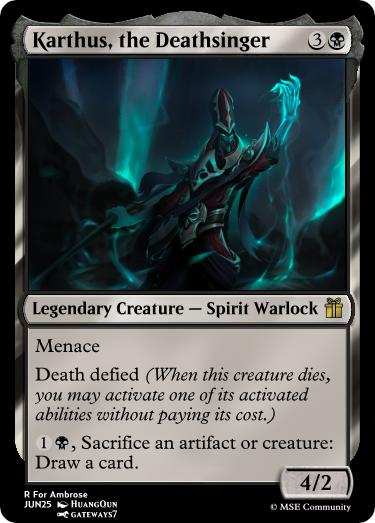 Karthus, the Deathsinger 3
Legendary Creature — Spirit Warlock
Menace
Death defied (When this creature dies,
you may activate one of its activated
abilities without paying its cost.)
1, Sacrifice an artifact or creature:
Draw a card.
4/2
R For Ambrose
JUN25 HuangQun
GATEWAYS7
© MSE Community